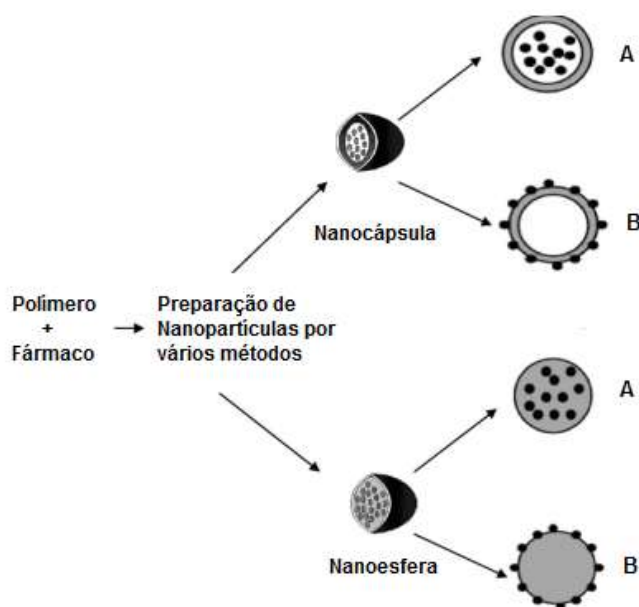 A
Nanocápsula
B
Polímero
+
Fármaco
Preparação de
Nanopartículas por
vários métodos
A
Nanoesfera
B